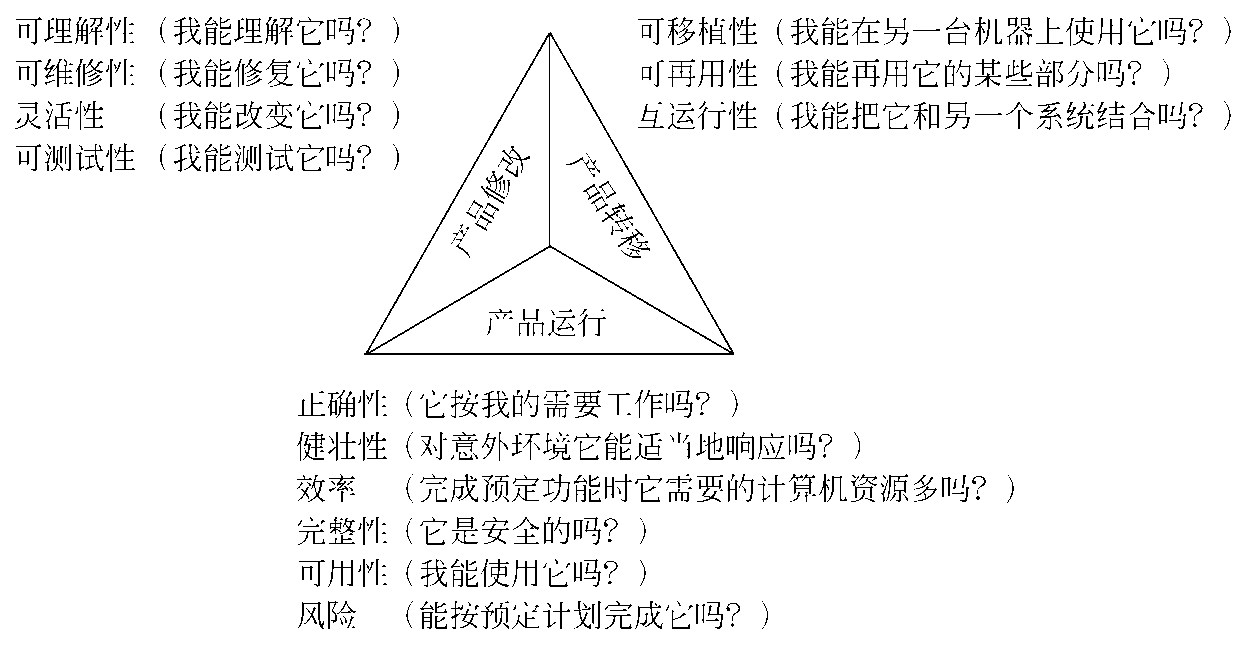 可理解性（我能理解它吗？）
可维修性（我能修复它吗？）
灵活性　（我能改变它吗？）
可测试性（我能测试它吗？）
可移植性（我能在另一台机器上使用它吗？）
可再用性（我能再用它的某些部分吗？）
互运行性（我能把它和另一个系统结合吗？）
产品修改
产品转移
产品运行
正确性（它按我的需要工作吗？）
健壮性（对意外环境它能适当地响应吗？）
效率　（完成预定功能时它需要的计算机资源多吗？）
完整性（它是安全的吗？）
可用性（我能使用它吗？）
风险　（能按预定计划完成它吗？）